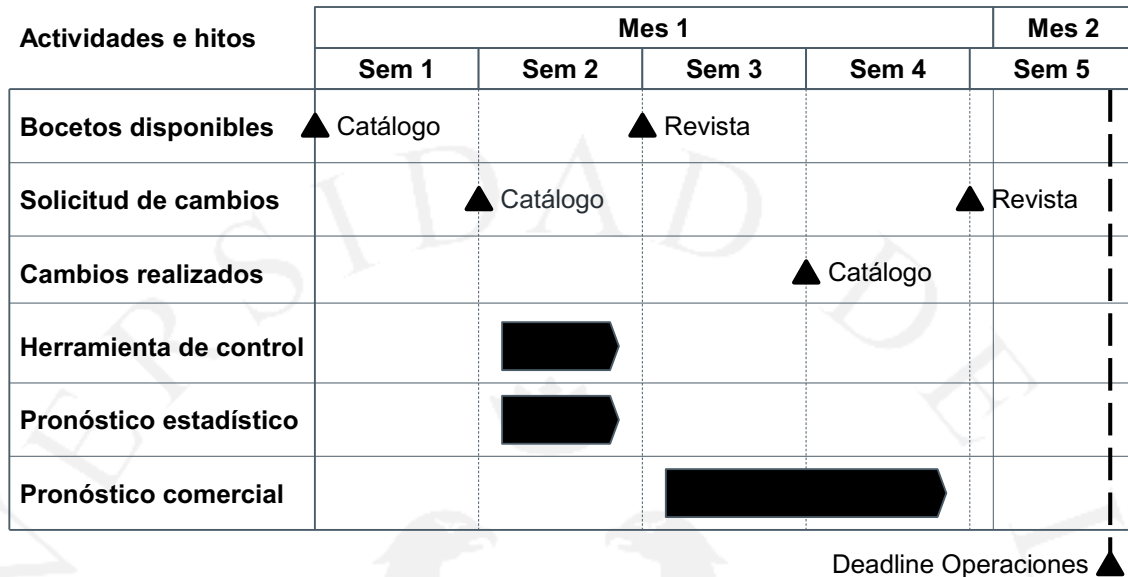 Actividades e hitos
Mes 1
Mes 2
Sem 1
Sem 2
Sem 3
Sem 4
Sem 5
Bocetos disponibles
Catálogo
Revista
Solicitud de cambios
Catálogo
Revista
Cambios realizados
Catálogo
Herramienta de control
Pronóstico estadístico
Pronóstico comercial
Deadline Operaciones